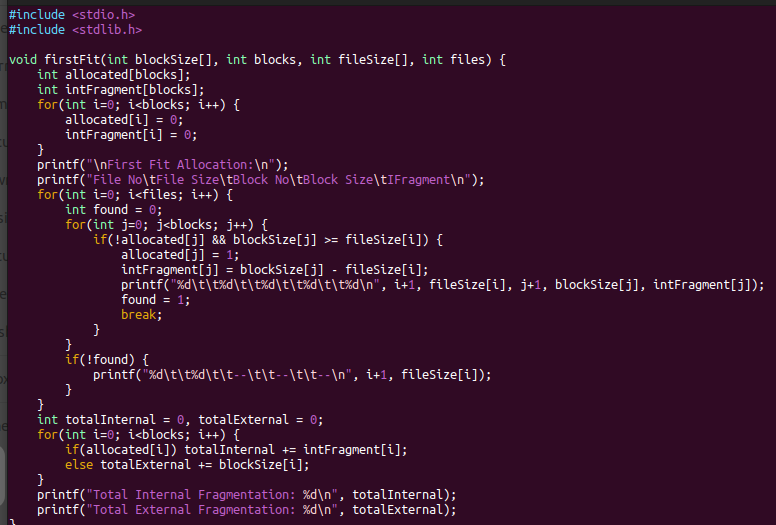 #include <stdio.h>
#include <stdlib.h>

void firstFit(int blockSize[], int blocks, int fileSize[], int files) {
    int allocated[blocks];
    int intFragment[blocks];
    for(int i=0; i<blocks; i++) {
        allocated[i] = 0;
        intFragment[i] = 0;
    }
    printf("\nFirst Fit Allocation:\n");
    printf("File No\tFile Size\tBlock No\tBlock Size\tIFragment\n");
    for(int i=0; i<files; i++) {
        int found = 0;
        for(int j=0; j<blocks; j++) {
            if(!allocated[j] && blockSize[j] >= fileSize[i]) {
                allocated[j] = 1;
                intFragment[j] = blockSize[j] - fileSize[i];
                printf("%d\t\t%d\t\t%d\t\t%d\t\t%d\n", i+1, fileSize[i], j+1, blockSize[j], intFragment[j]);
                found = 1;
                break;
            }
        }
        if(!found) {
            printf("%d\t\t%d\t\t--\t\t--\t\t--\n", i+1, fileSize[i]);
        }
    }
    int totalInternal = 0, totalExternal = 0;
    for(int i=0; i<blocks; i++) {
        if(allocated[i]) totalInternal += intFragment[i];
        else totalExternal += blockSize[i];
    }
    printf("Total Internal Fragmentation: %d\n", totalInternal);
    printf("Total External Fragmentation: %d\n", totalExternal);
}